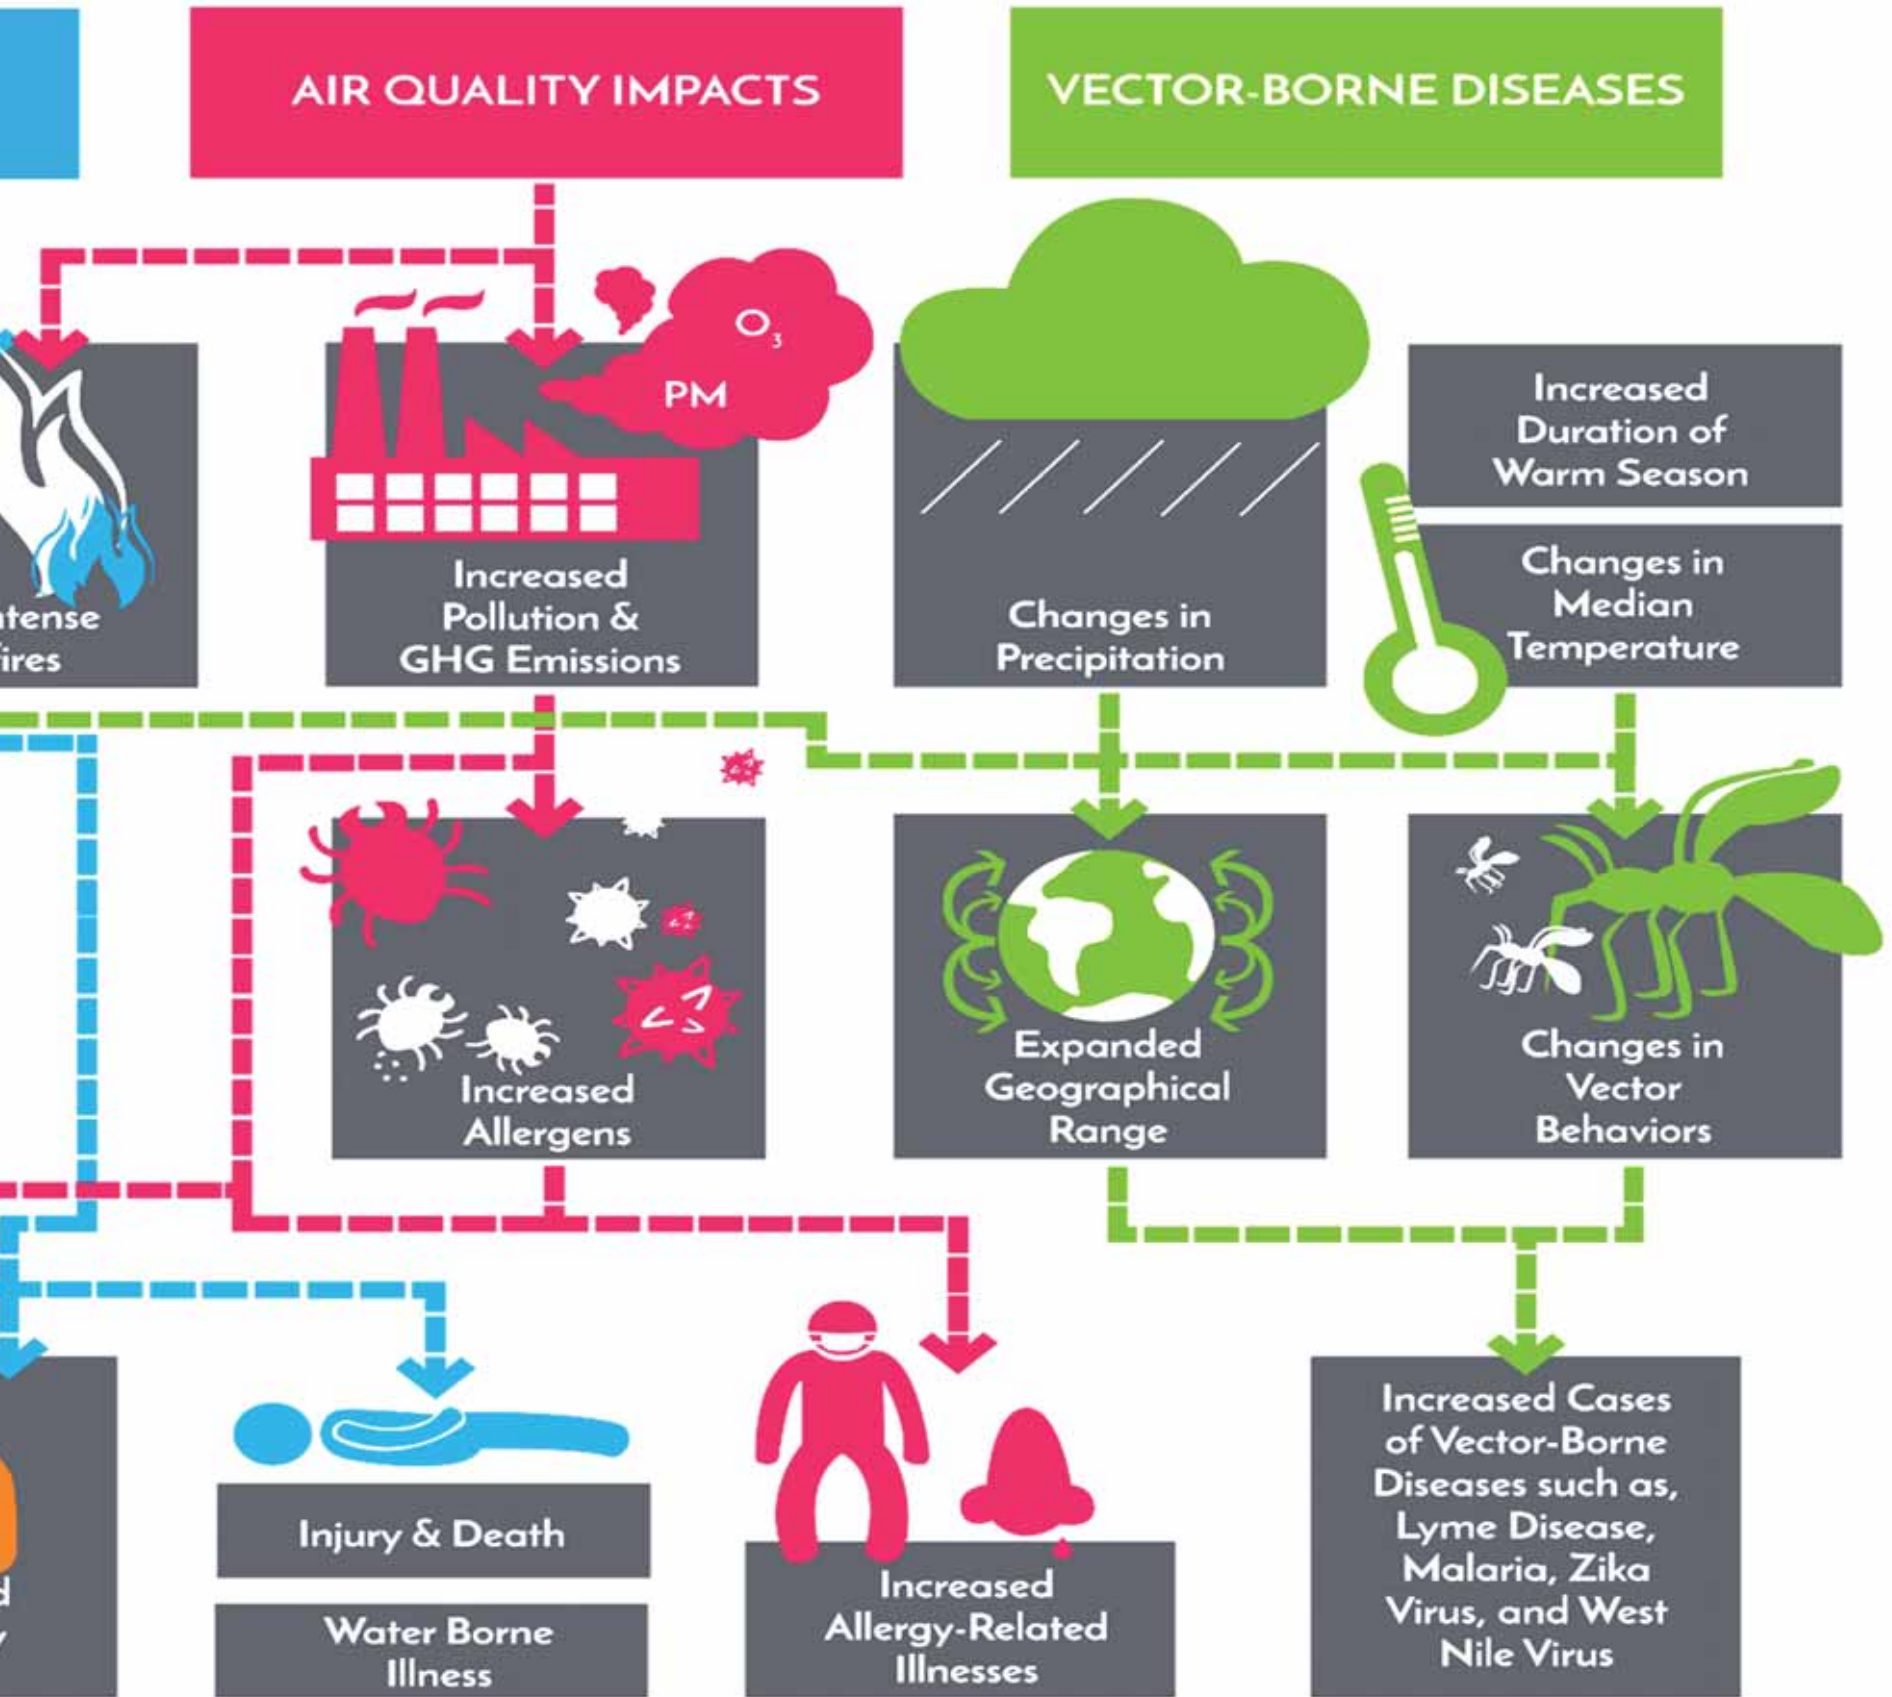 AIR QUALITY IMPACTS
VECTOR-BORNE DISEASES
O3
PM
Increased
Duration of
Warm Season
Changes in
Median
Temperature
Increased
Pollution &
GHG Emissions
Changes in
Precipitation
Increased
Allergens
Expanded
Geographical
Range
Changes in
Vector
Behaviors
Injury & Death
Water Borne
Illness
Increased
Allergy-Related
Illnesses
Increased Cases
of Vector-Borne
Diseases such as,
Lyme Disease,
Malaria, Zika
Virus, and West
Nile Virus